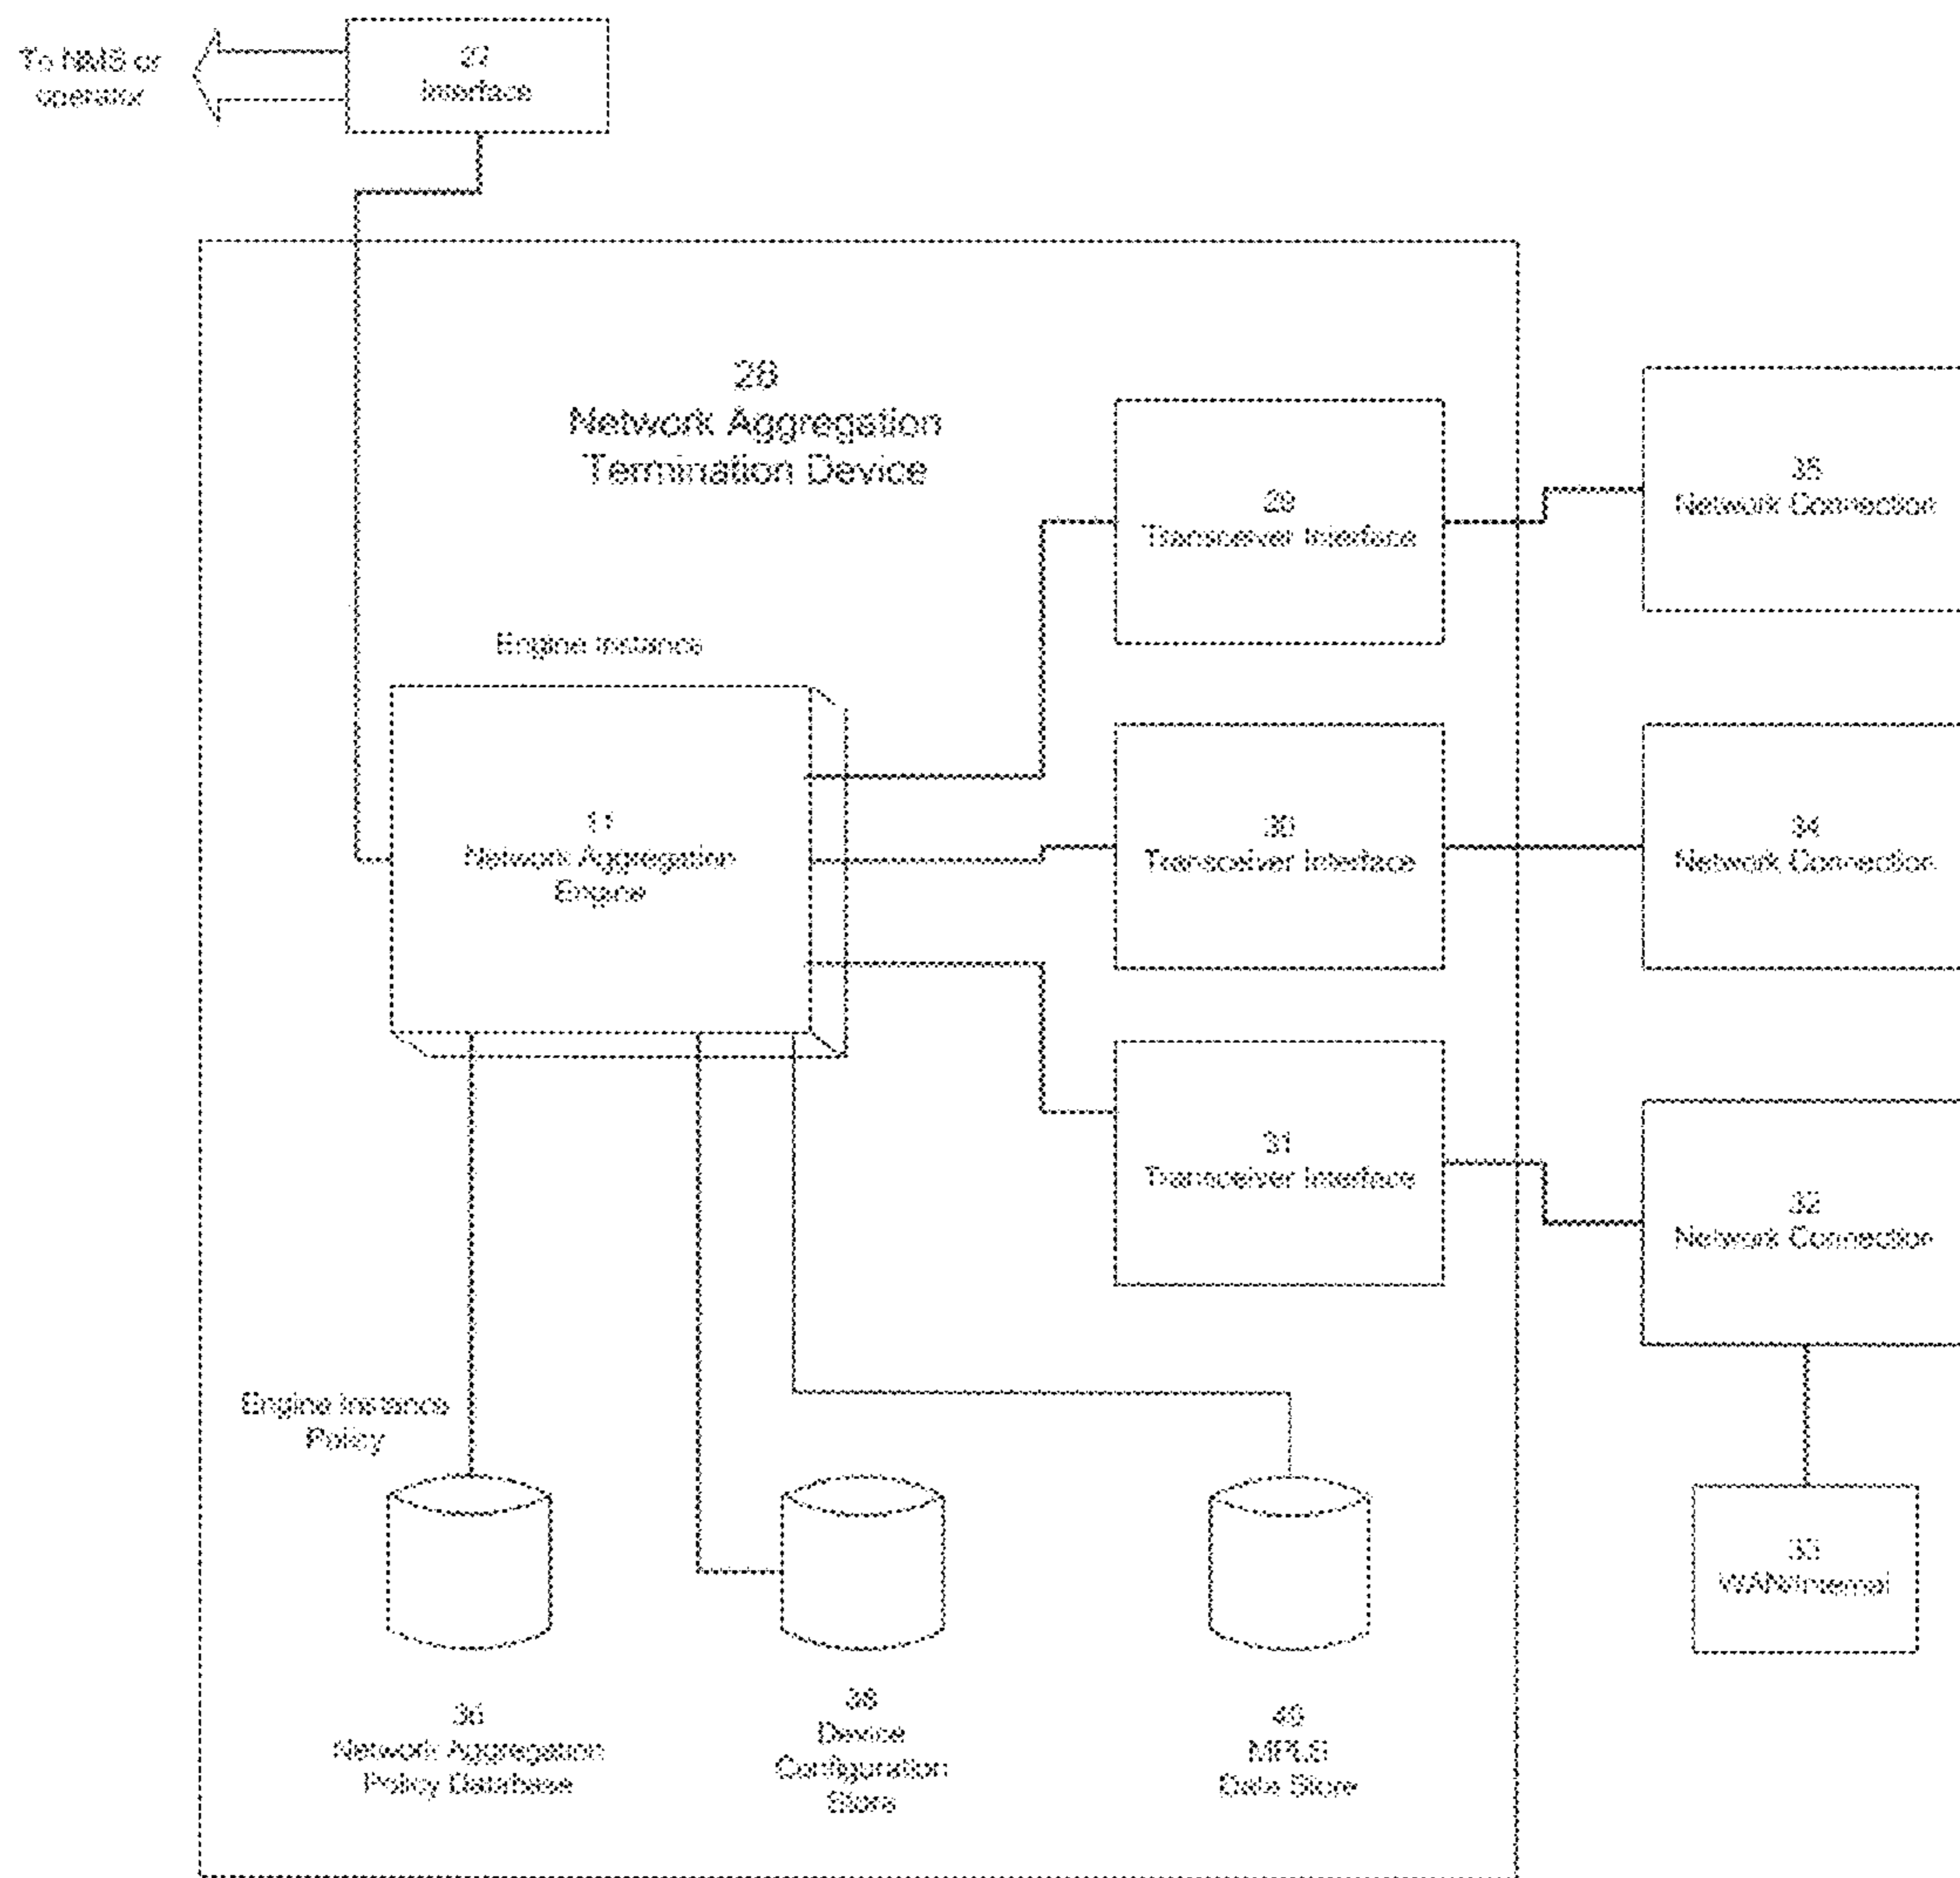 To NMS or
operator
27
Interface
28
Network Aggregation
Termination Device
29
Transceiver Interface
35
Network Connection
Engine Instance
11
Network Aggregation
Engine
30
Transceiver Interface
34
Network Connection
31
Transceiver Interface
32
Network Connection
Engine Instance
Policy
33
WAN/Internal
36
Network Aggregation
Policy Database
38
Device
Configuration
Store
40
MPLS
Data Store